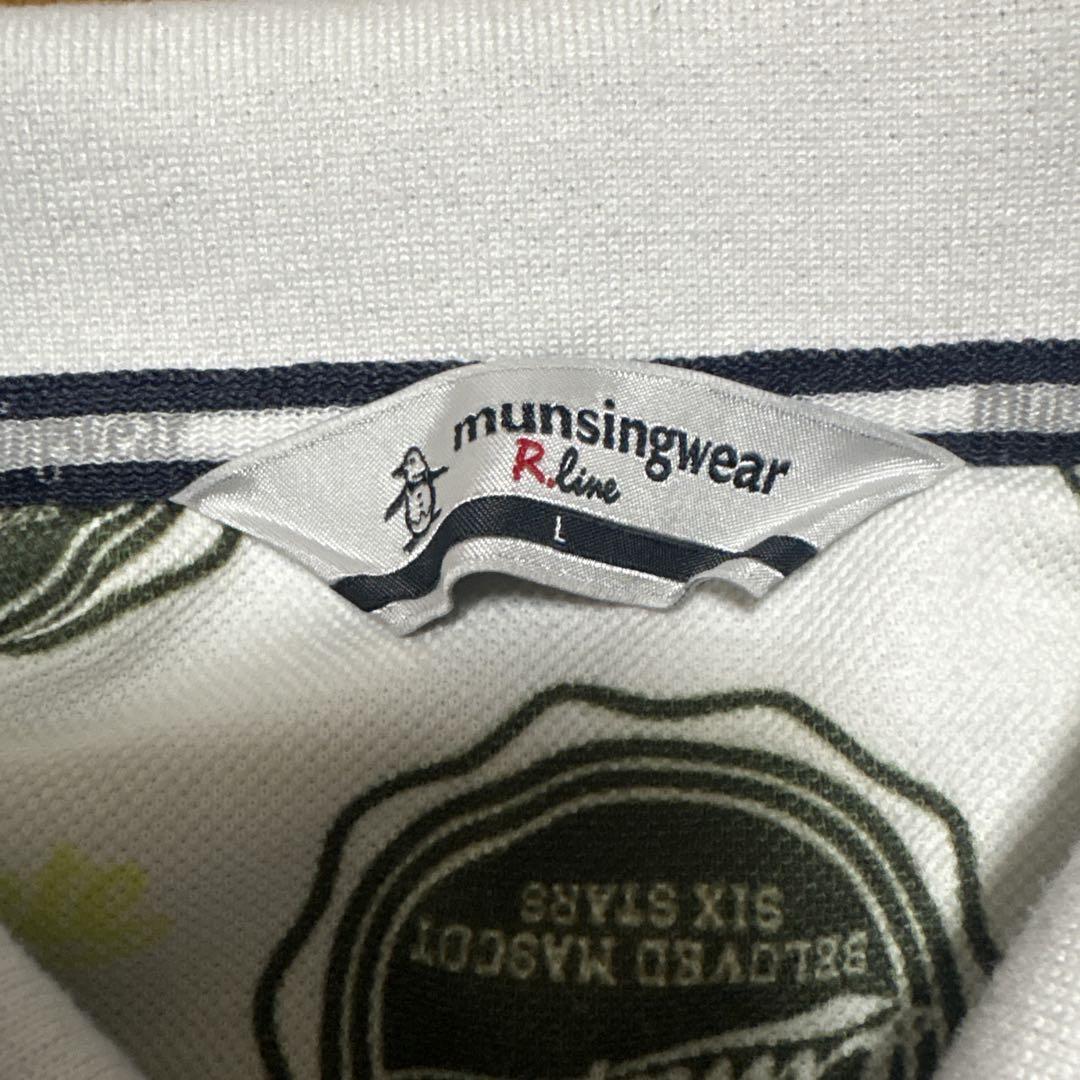 munsingwear
R.line
L
BELOVED MASCOT
SIX STARS